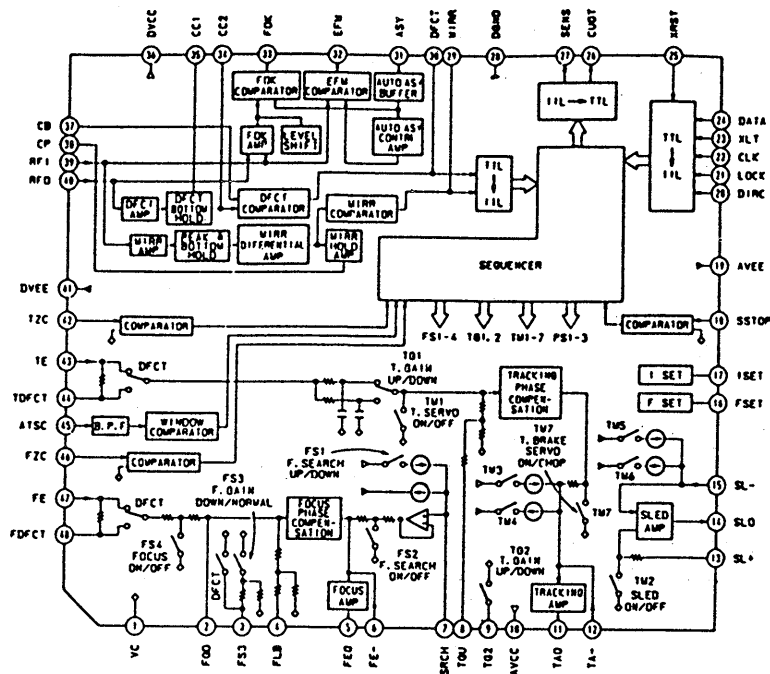 DVCC CC1 CC2 FOK EFM ASY DFCT MIRR DGND SENS CUOT XRST
36 35 34 33 32 31 30 29 28 27 26 25
FOK COMPARATOR
EFM COMPARATOR
AUTO ASY BUFFER
IIL → TTL
FOK AMP
LEVEL SHIFT
AUTO ASY CONTRL AMP
TTL ↓ IIL
24 DATA
23 XLT
22 CLK
21 LOCK
20 DIRC
CB 37
CP 38
RFI 39
RFO 40
DFCT AMP
DFCT BOTTOM HOLD
DFCT COMPARATOR
MIRR COMPARATOR
TTL ↓ IIL
MIRR AMP
PEAK & BOTTOM HOLD
MIRR DIFFERENTIAL AMP
MIRR HOLD AMP
SEQUENCER
19 AVEE
DVEE 41
TZC 42
COMPARATOR
FS1-4 TG1, 2 TM1-7 PS1-3
COMPARATOR
18 SSTOP
TE 43
TDFCT 44
DFCT
TG1
T. GAIN
UP/DOWN
TRACKING PHASE COMPENSATION
I SET
17 ISET
F SET
16 FSET
ATSC 45
B.P.F
WINDOW COMPARATOR
TM1
T. SERVO
ON/OFF
TM7
T. BRAKE
SERVO
ON/CHOP
FZC 46
COMPARATOR
FS1
F. SEARCH
UP/DOWN
TM5
TM6
15 SL-
FE 47
FDFCT 48
DFCT
FS3
F. GAIN
DOWN/NORMAL
FOCUS PHASE COMPENSATION
TM3
TM4
TM7
SLED AMP
14 SLO
13 SL+
FS4
FOCUS
ON/OFF
DFCT
FS2
F. SEARCH
ON/OFF
TG2
T. GAIN
UP/DOWN
TM2
SLED
ON/OFF
FOCUS AMP
TRACKING AMP
1 2 3 4 5 6 7 8 9 10 11 12
VC FGD FS3 FLB FEO FE- SRCH TGU TG2 AVCC TAO TA-